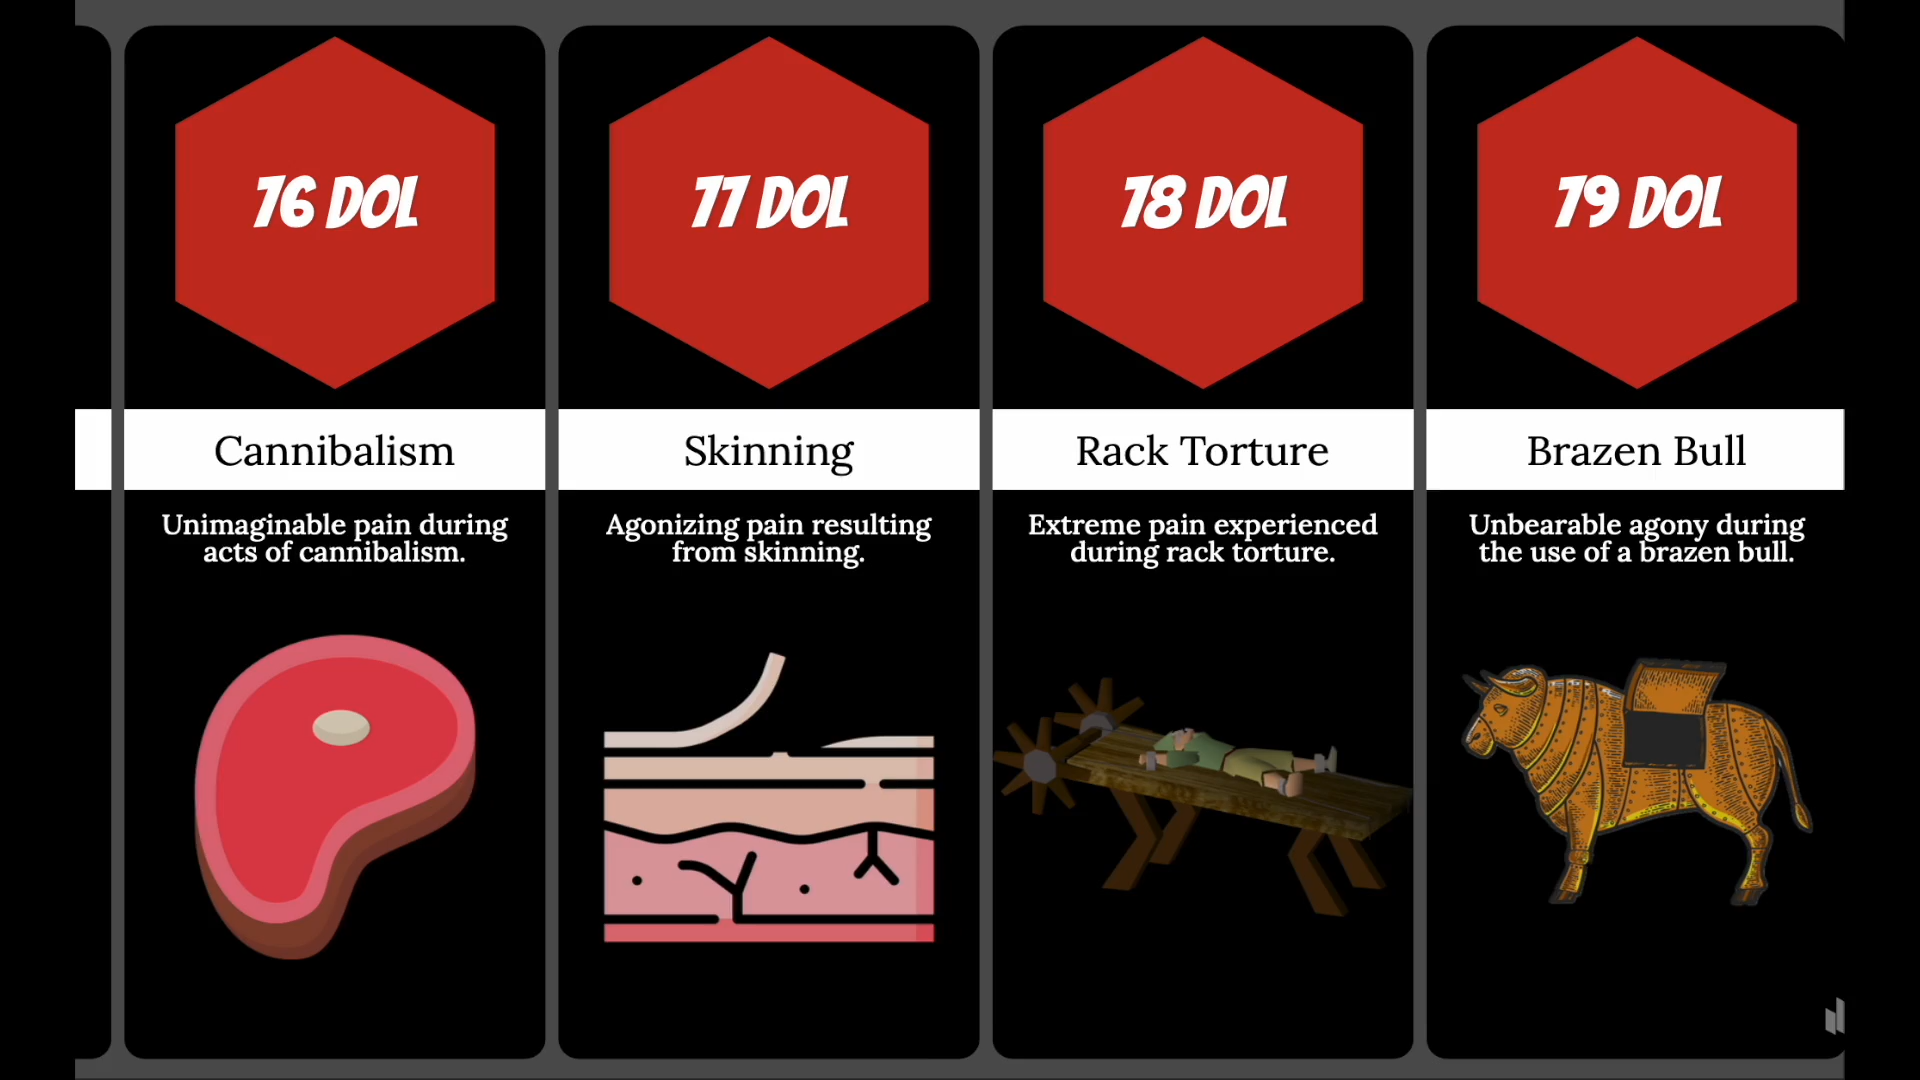 76 DOL
Cannibalism
Unimaginable pain during
acts of cannibalism.
77 DOL
Skinning
Agonizing pain resulting
from skinning.
78 DOL
Rack Torture
Extreme pain experienced
during rack torture.
79 DOL
Brazen Bull
Unbearable agony during
the use of a brazen bull.